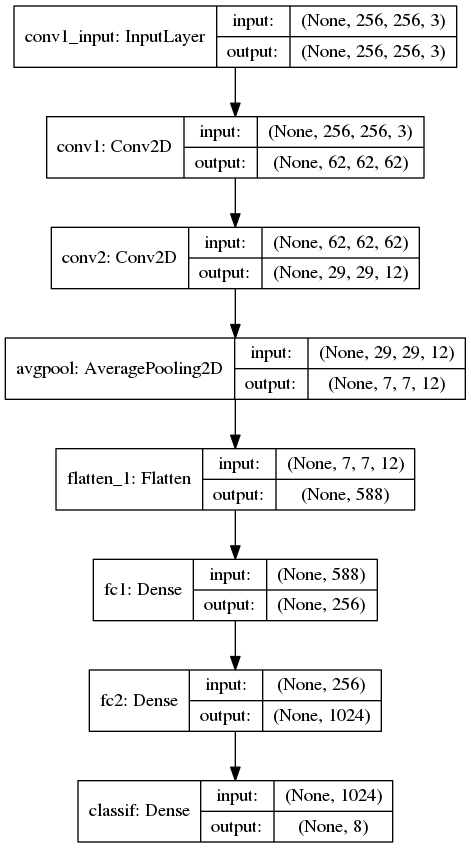 conv1_input: InputLayer
input: (None, 256, 256, 3)
output: (None, 256, 256, 3)
conv1: Conv2D
input: (None, 256, 256, 3)
output: (None, 62, 62, 62)
conv2: Conv2D
input: (None, 62, 62, 62)
output: (None, 29, 29, 12)
avgpool: AveragePooling2D
input: (None, 29, 29, 12)
output: (None, 7, 7, 12)
flatten_1: Flatten
input: (None, 7, 7, 12)
output: (None, 588)
fc1: Dense
input: (None, 588)
output: (None, 256)
fc2: Dense
input: (None, 256)
output: (None, 1024)
classif: Dense
input: (None, 1024)
output: (None, 8)